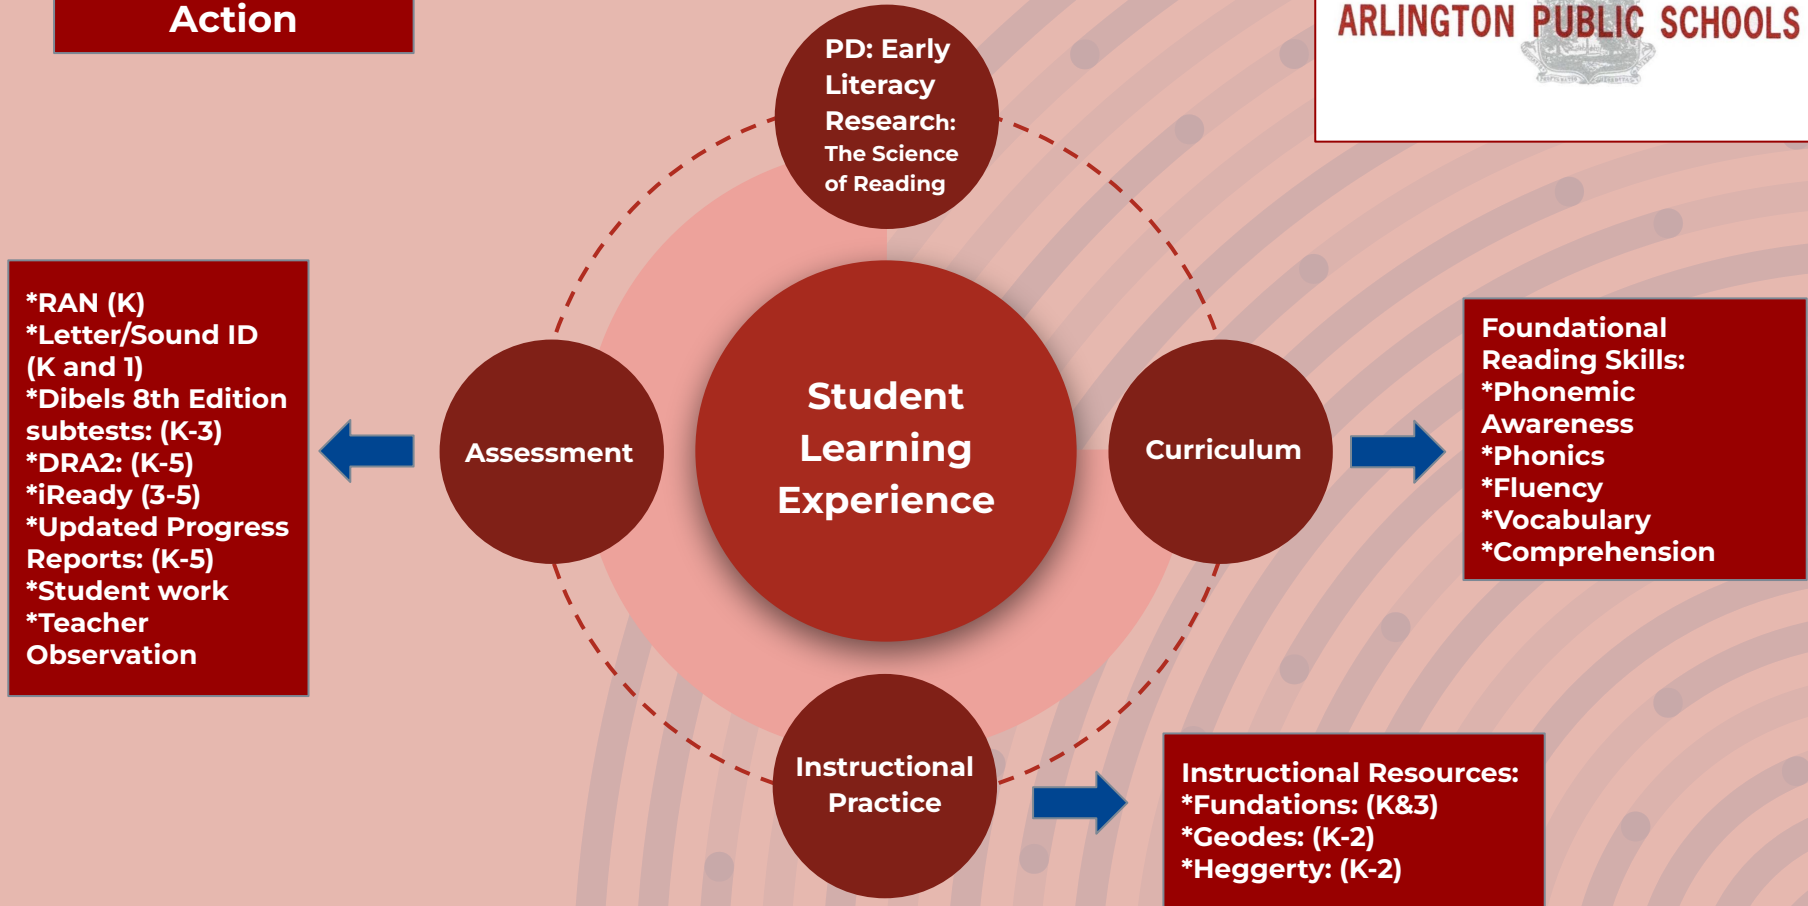 Action
ARLINGTON PUBLIC SCHOOLS
PD: Early
Literacy
Research:
The Science
of Reading
*RAN (K)
*Letter/Sound ID
(K and 1)
*Dibels 8th Edition
subtests: (K-3)
*DRA2: (K-5)
*iReady (3-5)
*Updated Progress
Reports: (K-5)
*Student work
*Teacher
Observation
Assessment
Student
Learning
Experience
Curriculum
Foundational
Reading Skills:
*Phonemic
Awareness
*Phonics
*Fluency
*Vocabulary
*Comprehension
Instructional
Practice
Instructional Resources:
*Fundations: (K&3)
*Geodes: (K-2)
*Heggerty: (K-2)